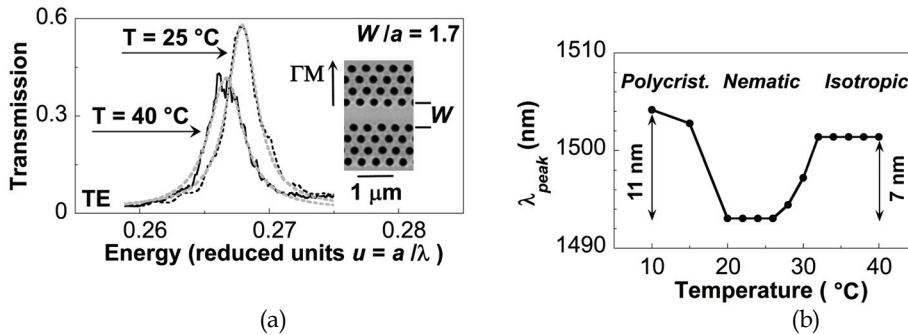 0.6
0.3
0
Transmission
T = 25 °C
T = 40 °C
W/a = 1.7
ΓM
W
1 μm
TE
0.26 0.27 0.28
Energy (reduced units u = a/λ)
(a)
1510
1500
1490
λpeak (nm)
Polycrist. Nematic Isotropic
11 nm
7 nm
10 20 30 40
Temperature ( °C)
(b)